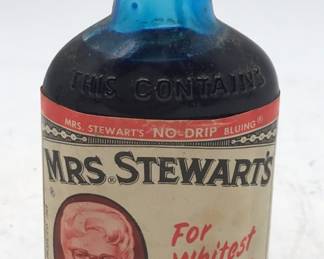 THIS CONTAINS
MRS. STEWART'S NO-DRIP BLUING®
MRS. STEWART'S
For
Whitest